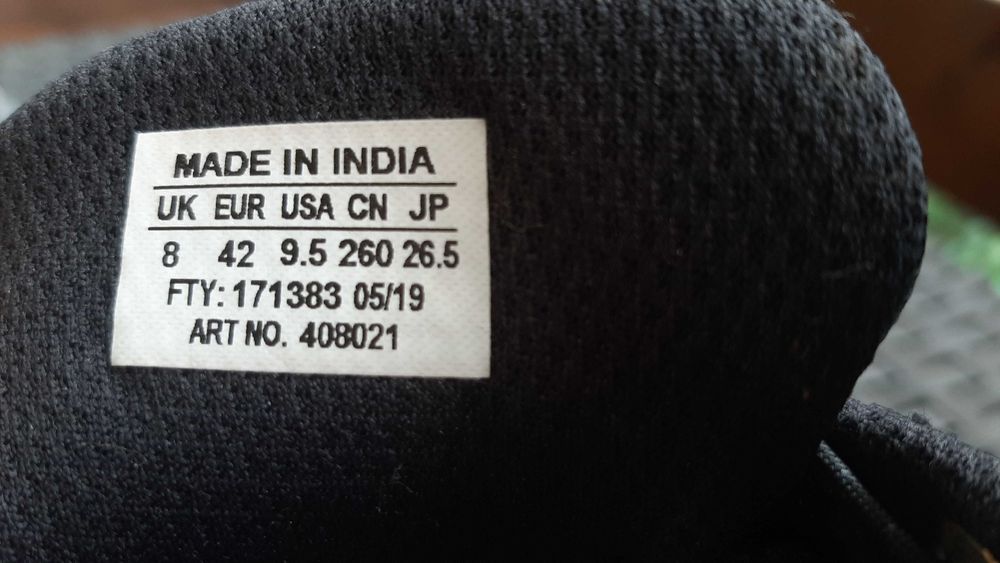 MADE IN INDIA
UK EUR USA CN JP
8 42 9.5 260 26.5
FTY: 171383 05/19
ART NO. 408021